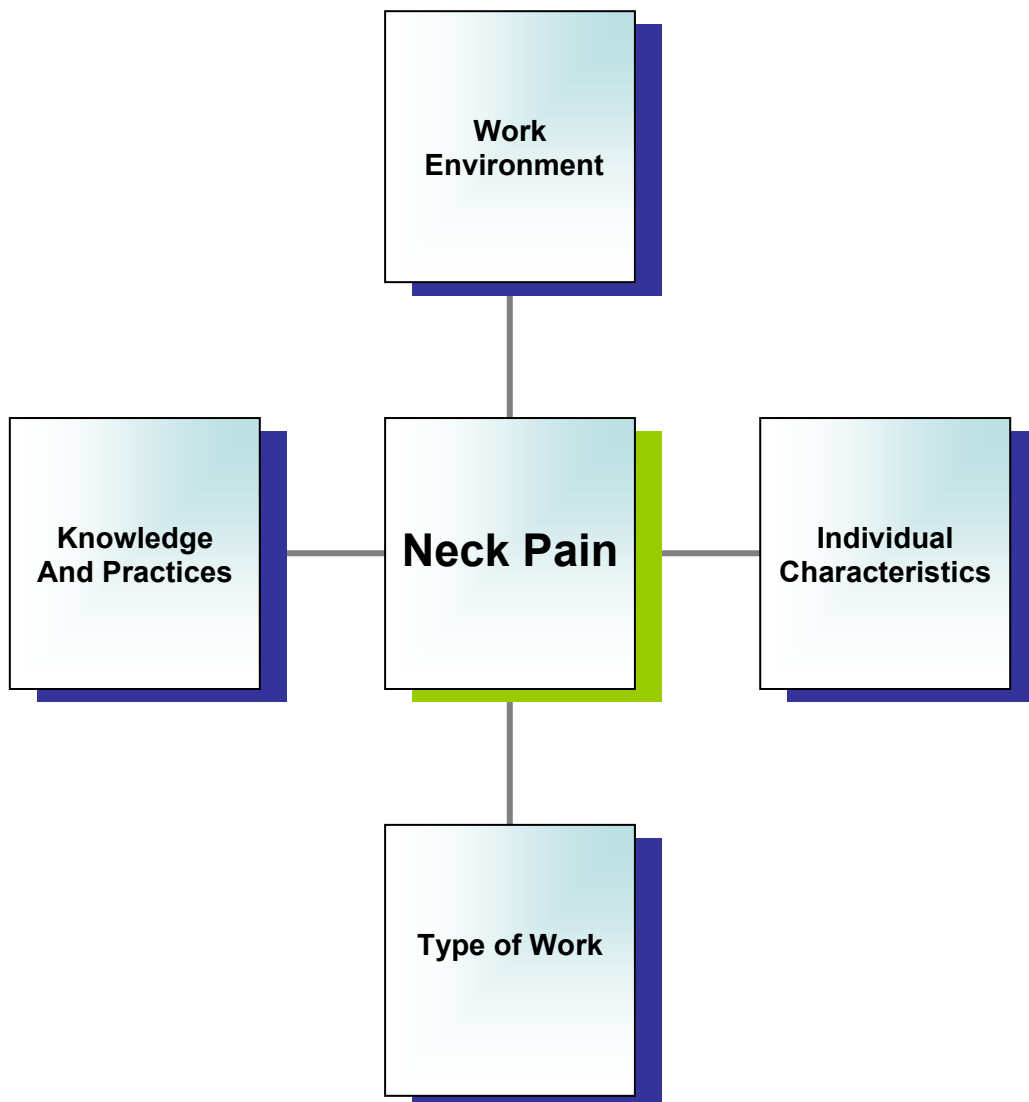 Work
Environment
Knowledge
And Practices
Neck Pain
Individual
Characteristics
Type of Work